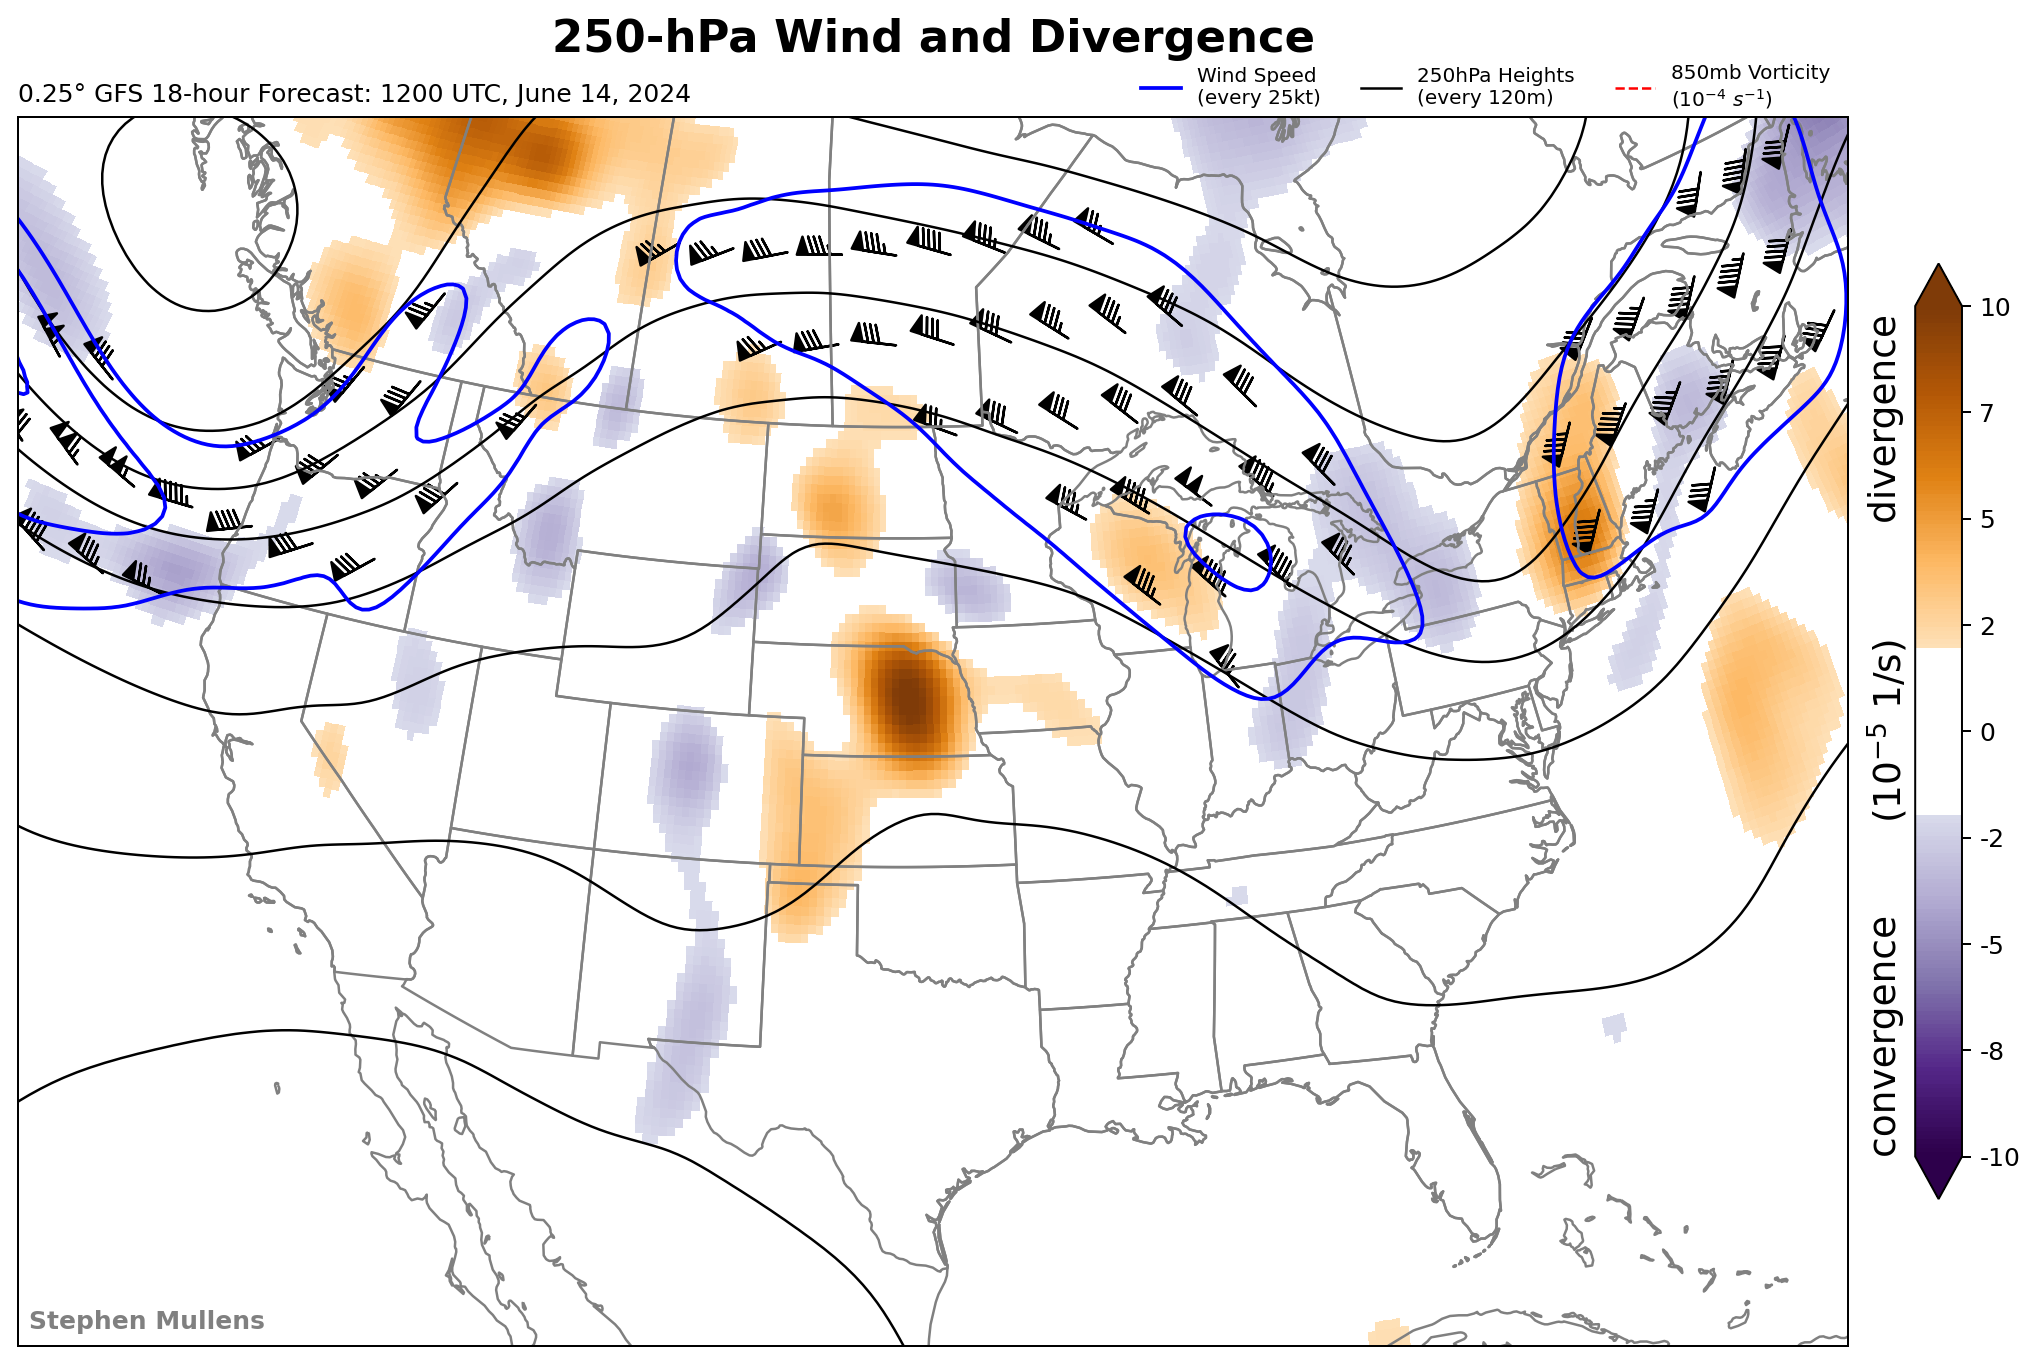 250-hPa Wind and Divergence
0.25° GFS 18-hour Forecast: 1200 UTC, June 14, 2024
Wind Speed
(every 25kt)
250hPa Heights
(every 120m)
850mb Vorticity
(10⁻⁴ s⁻¹)
10
7
5
2
0
-2
-5
-8
-10
convergence (10⁻⁵ 1/s) divergence
Stephen Mullens